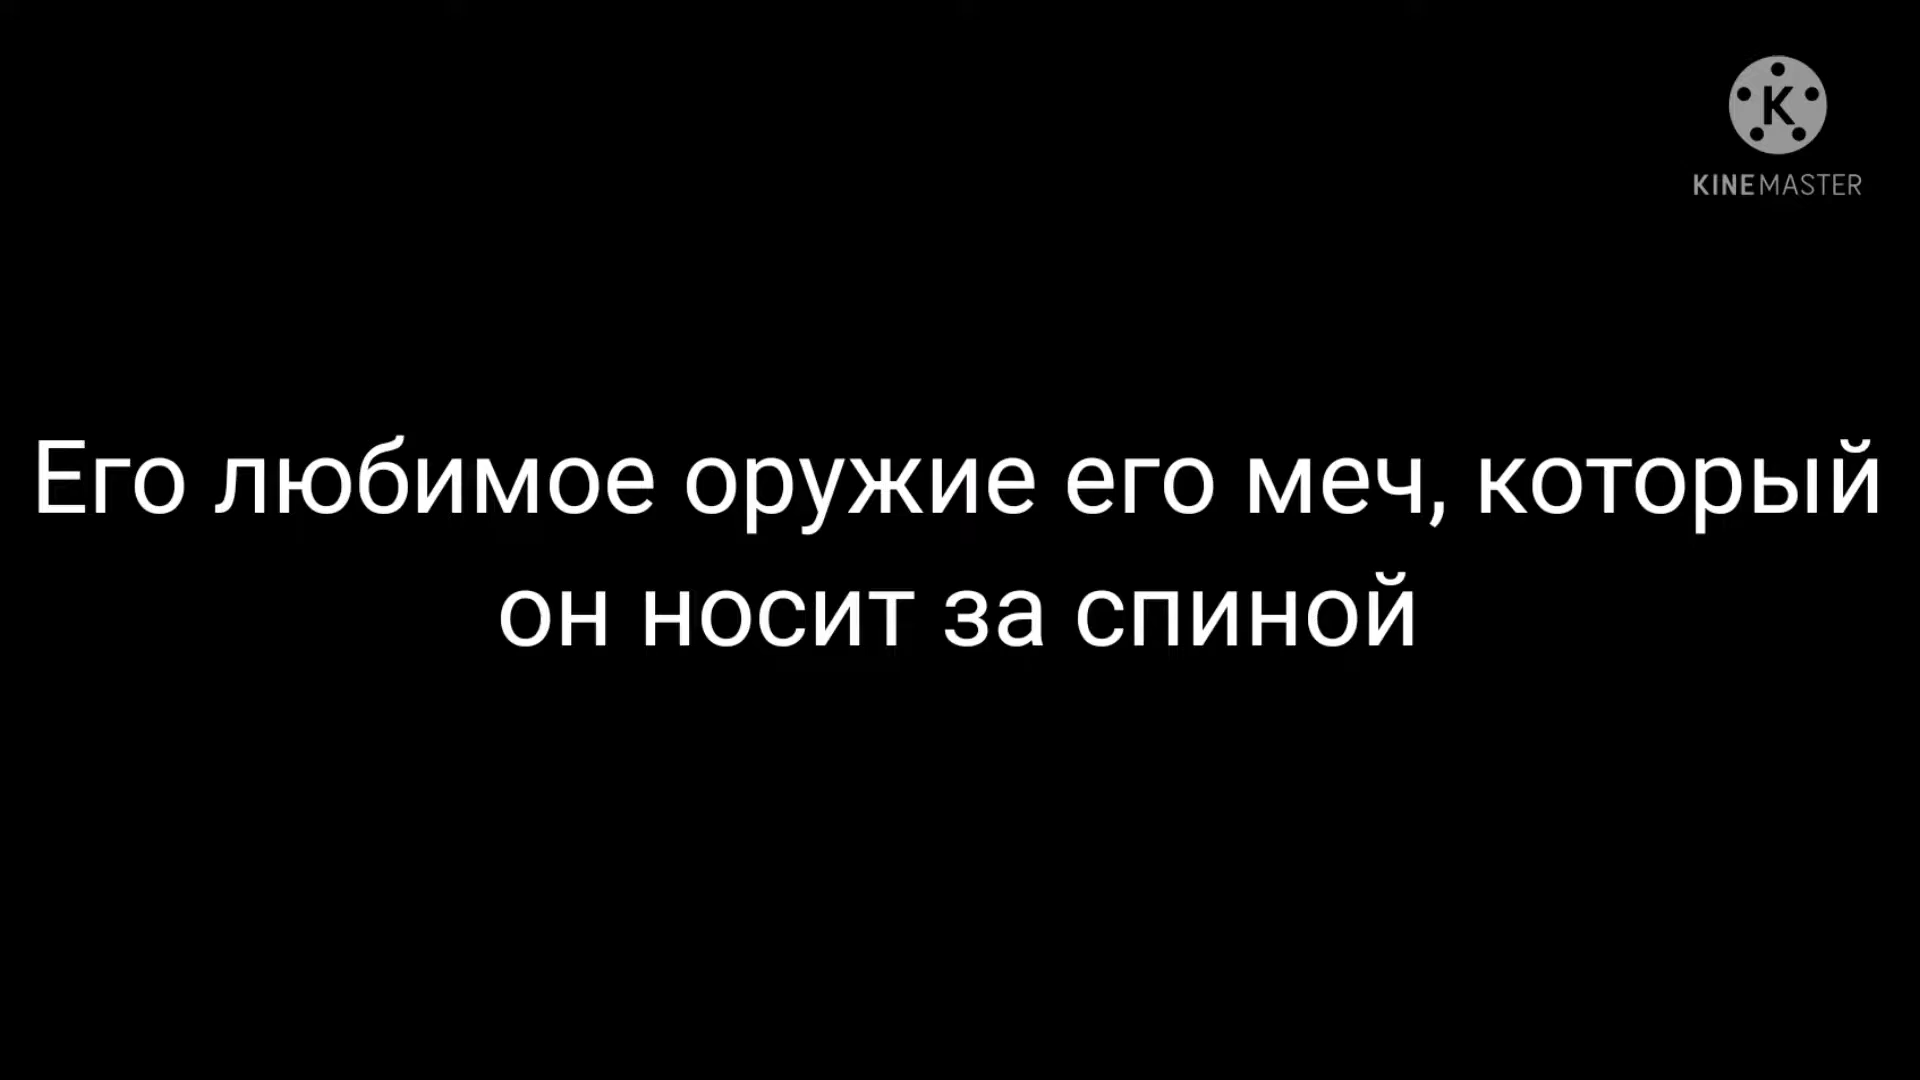 K
KINEMASTER
Его любимое оружие его меч, который
он носит за спиной